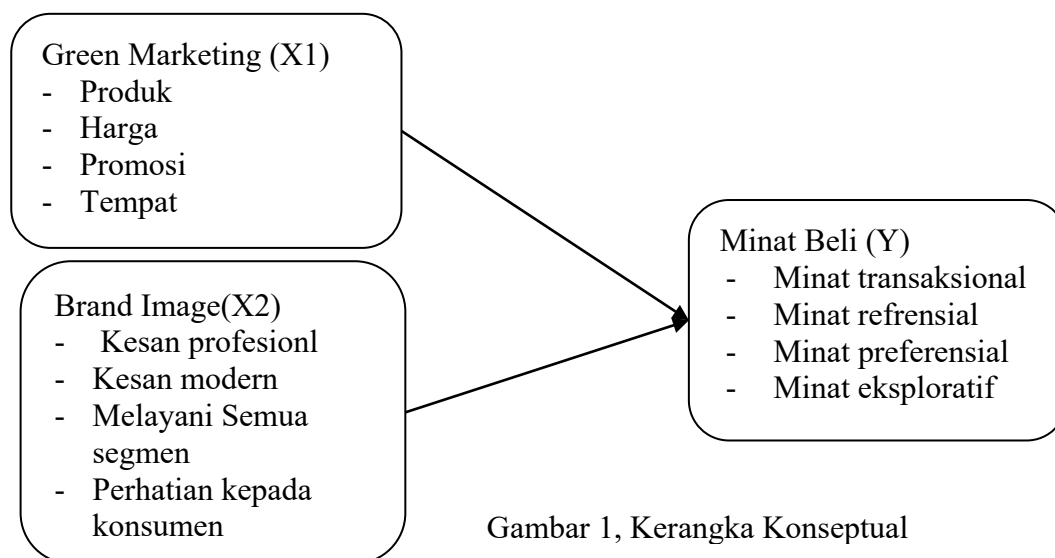 Green Marketing (X1)
- Produk
- Harga
- Promosi
- Tempat
Brand Image(X2)
- Kesan profesionl
- Kesan modern
- Melayani Semua
segmen
- Perhatian kepada
konsumen
Minat Beli (Y)
- Minat transaksional
- Minat refrensial
- Minat preferensial
- Minat eksploratif
Gambar 1, Kerangka Konseptual